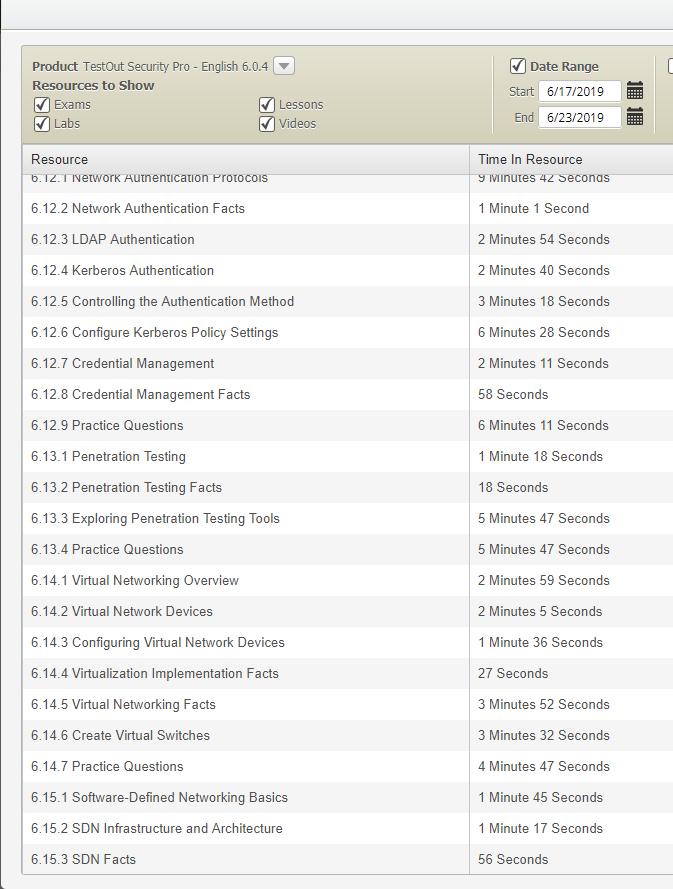 Product TestOut Security Pro - English 6.0.4
Resources to Show
Exams Lessons
Labs Videos
Date Range
Start 6/17/2019
End 6/23/2019
Resource Time In Resource
6.12.1 Network Authentication Protocols 9 Minutes 42 Seconds
6.12.2 Network Authentication Facts 1 Minute 1 Second
6.12.3 LDAP Authentication 2 Minutes 54 Seconds
6.12.4 Kerberos Authentication 2 Minutes 40 Seconds
6.12.5 Controlling the Authentication Method 3 Minutes 18 Seconds
6.12.6 Configure Kerberos Policy Settings 6 Minutes 28 Seconds
6.12.7 Credential Management 2 Minutes 11 Seconds
6.12.8 Credential Management Facts 58 Seconds
6.12.9 Practice Questions 6 Minutes 11 Seconds
6.13.1 Penetration Testing 1 Minute 18 Seconds
6.13.2 Penetration Testing Facts 18 Seconds
6.13.3 Exploring Penetration Testing Tools 5 Minutes 47 Seconds
6.13.4 Practice Questions 5 Minutes 47 Seconds
6.14.1 Virtual Networking Overview 2 Minutes 59 Seconds
6.14.2 Virtual Network Devices 2 Minutes 5 Seconds
6.14.3 Configuring Virtual Network Devices 1 Minute 36 Seconds
6.14.4 Virtualization Implementation Facts 27 Seconds
6.14.5 Virtual Networking Facts 3 Minutes 52 Seconds
6.14.6 Create Virtual Switches 3 Minutes 32 Seconds
6.14.7 Practice Questions 4 Minutes 47 Seconds
6.15.1 Software-Defined Networking Basics 1 Minute 45 Seconds
6.15.2 SDN Infrastructure and Architecture 1 Minute 17 Seconds
6.15.3 SDN Facts 56 Seconds